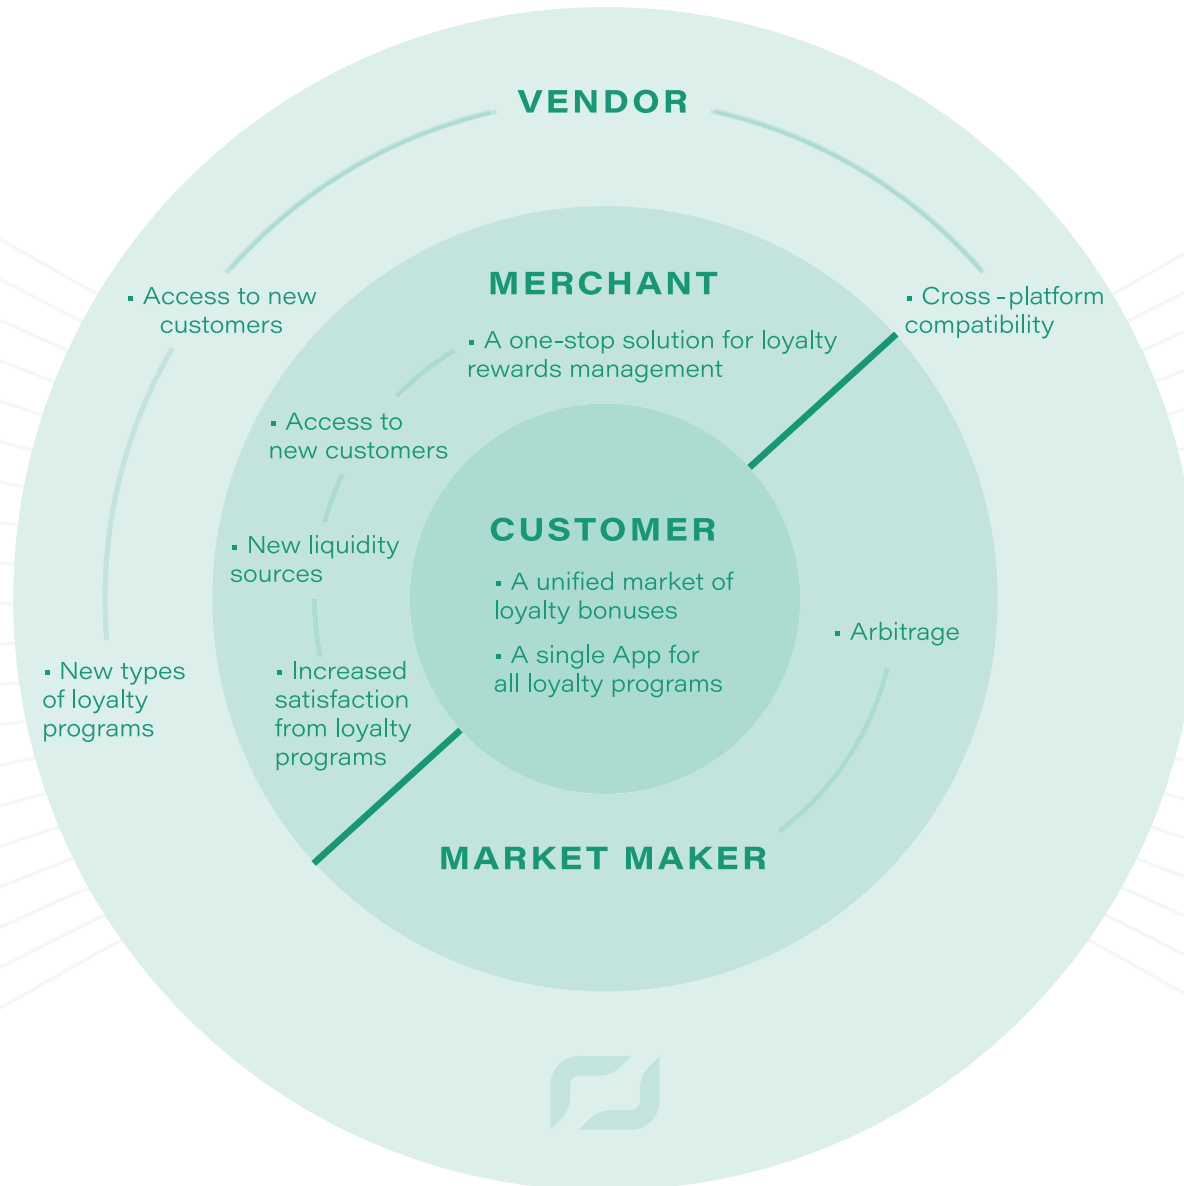 VENDOR
▪ Access to new
customers
▪ Cross-platform
compatibility
▪ New types
of loyalty
programs
MERCHANT
▪ A one-stop solution for loyalty
rewards management
▪ Access to
new customers
▪ New liquidity
sources
▪ Increased
satisfaction
from loyalty
programs
CUSTOMER
▪ A unified market of
loyalty bonuses
▪ A single App for
all loyalty programs
▪ Arbitrage
MARKET MAKER